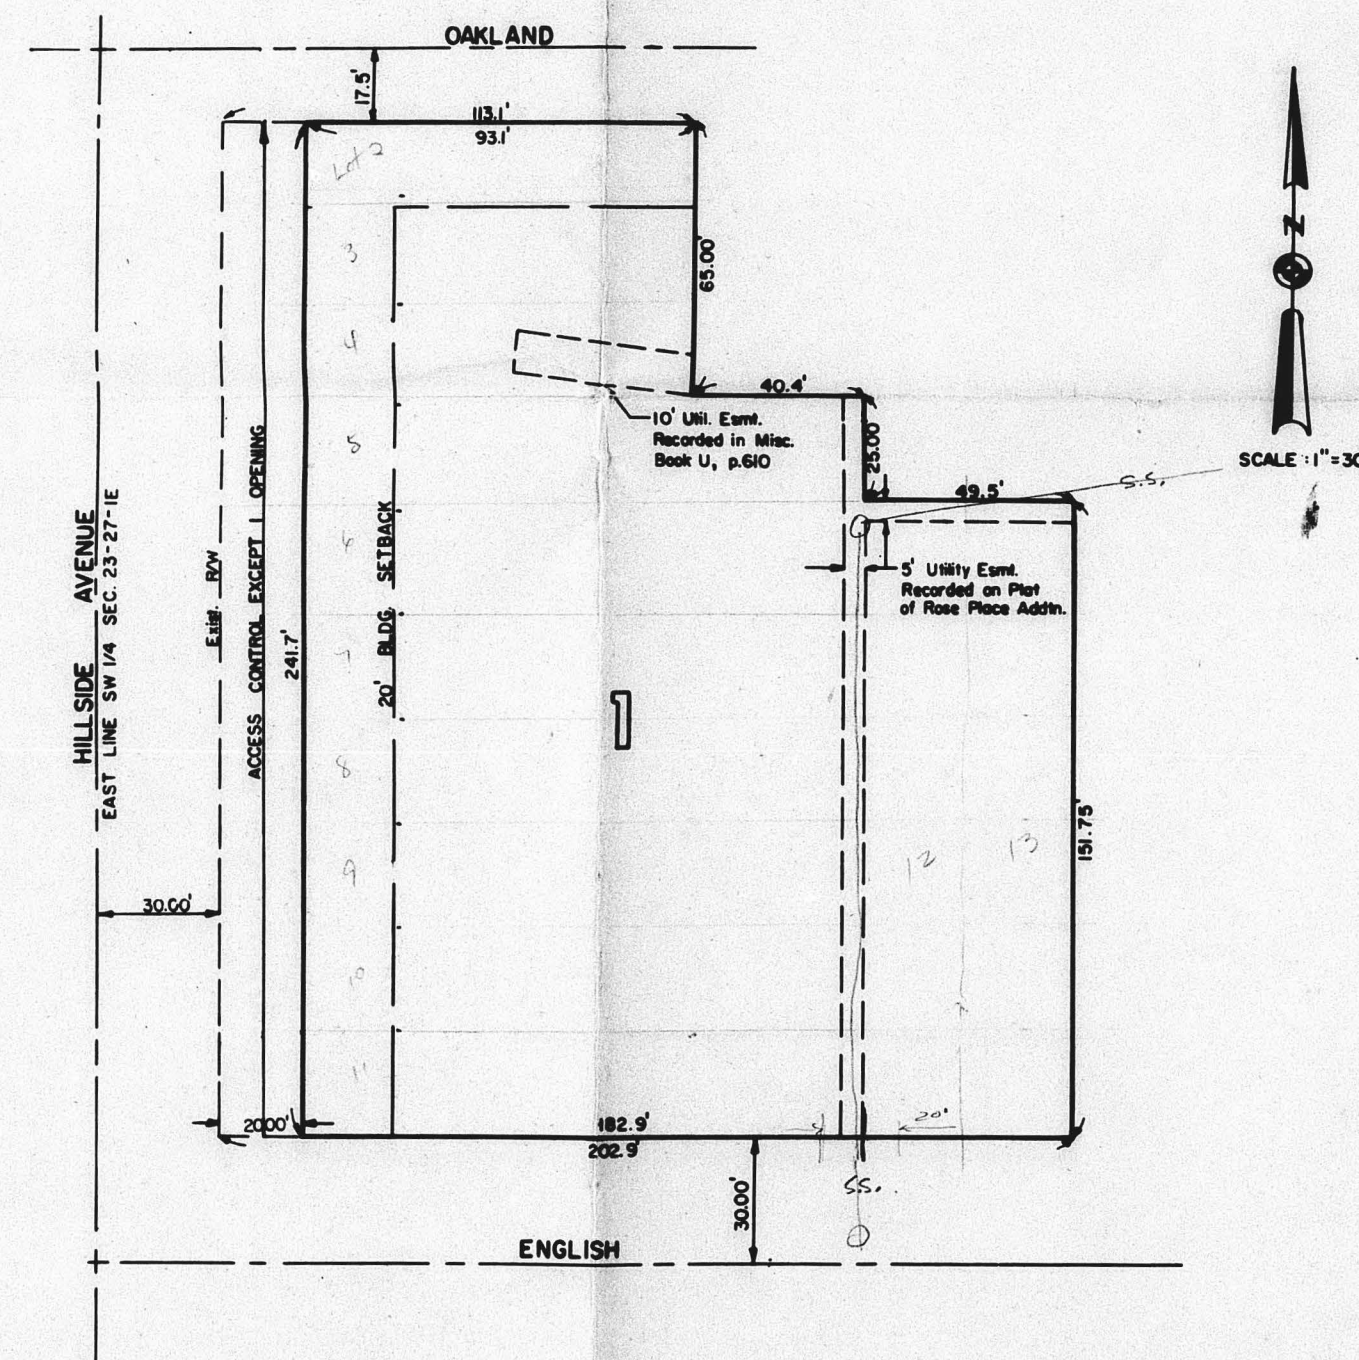 OAKLAND
17.5'
113.1'
93.1'
Lot 2
3
65.00'
N
4
40.4'
10' Util. Esmt.
Recorded in Misc.
Book U, p.610
5
25.00'
SCALE : 1"=30
S.S.
49.5'
HILLSIDE AVENUE
EAST LINE SW 1/4 SEC. 23-27-1E
Exist. R/W
ACCESS CONTROL EXCEPT 1 OPENING
241.7'
20' BLDG. SETBACK
6
5' Utility Esmt.
Recorded on Plat
of Rose Place Addtn.
7
1
8
151.75'
9
12
13
30.00'
10
11
20.00'
182.9'
202.9'
20'
30.00'
S.S.
ENGLISH